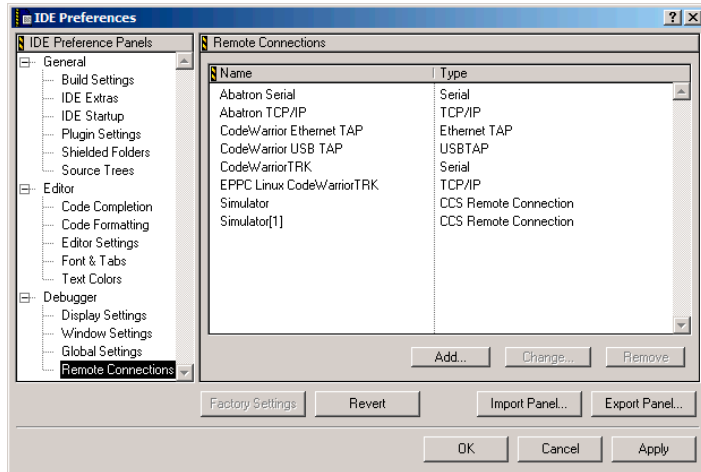 IDE Preferences
IDE Preference Panels
General
Build Settings
IDE Extras
IDE Startup
Plugin Settings
Shielded Folders
Source Trees
Editor
Code Completion
Code Formatting
Editor Settings
Font & Tabs
Text Colors
Debugger
Display Settings
Window Settings
Global Settings
Remote Connections
Remote Connections
Name Type
Abatron Serial Serial
Abatron TCP/IP TCP/IP
CodeWarrior Ethernet TAP Ethernet TAP
CodeWarrior USB TAP USBTAP
CodeWarriorTRK Serial
EPPC Linux CodeWarriorTRK TCP/IP
Simulator CCS Remote Connection
Simulator[1] CCS Remote Connection
Add... Change... Remove
Factory Settings Revert Import Panel... Export Panel...
OK Cancel Apply